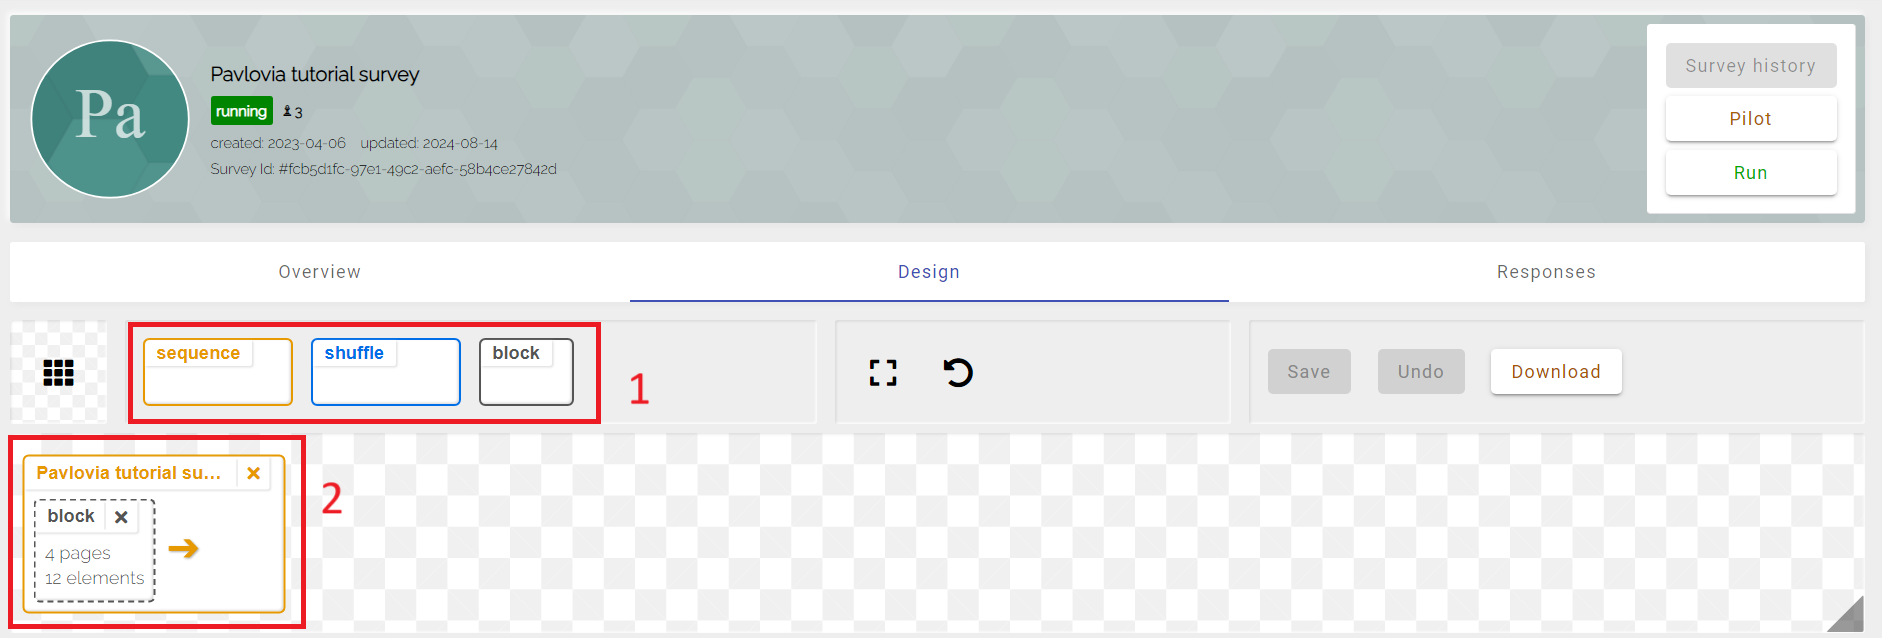 Pa
Pavlovia tutorial survey
running 3
created: 2023-04-06 updated: 2024-08-14
Survey Id: #fcb5d1fc-97e1-49c2-aefc-58b4ce27842d
Survey history
Pilot
Run
Overview Design Responses
sequence shuffle block
1
Save Undo Download
Pavlovia tutorial su...
2
block
4 pages
12 elements